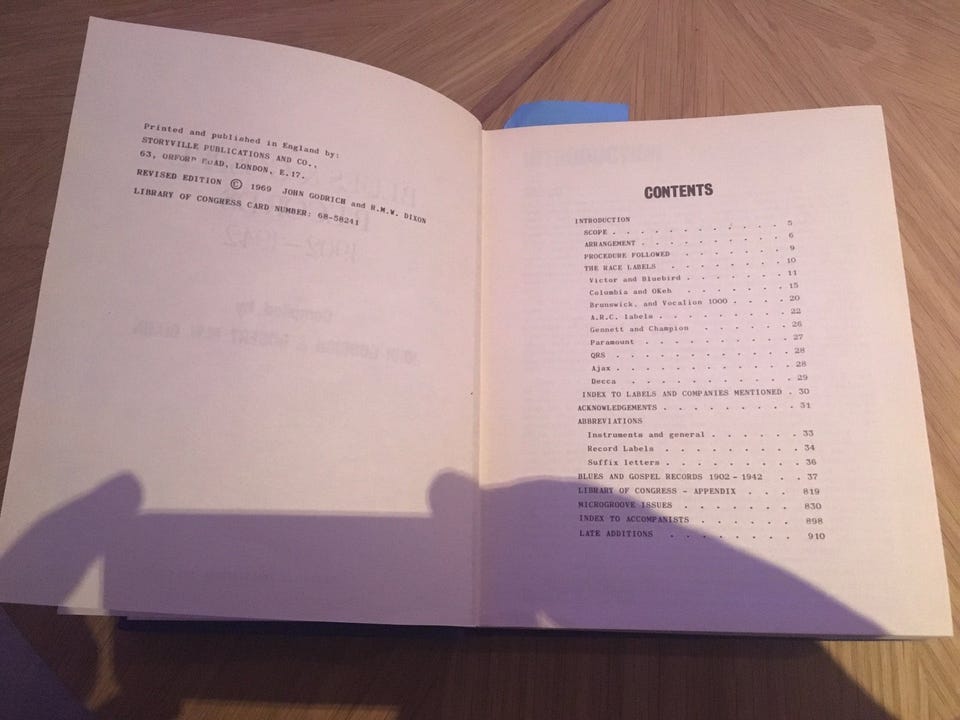 Printed and published in England by:
STORYVILLE PUBLICATIONS AND CO.,
63, ORFORD ROAD, LONDON, E.17.
REVISED EDITION © 1969 JOHN GODRICH and R.M.W. DIXON
LIBRARY OF CONGRESS CARD NUMBER: 68-58241
CONTENTS
INTRODUCTION 5
SCOPE . . . . . . . . . . . 6
ARRANGEMENT . . . . . . . . . 9
PROCEDURE FOLLOWED . . . . . . . 10
THE RACE LABELS . . . . . . . 11
Victor and Bluebird . . . . . . 15
Columbia and OKeh . . . . . . 20
Brunswick, and Vocalion 1000 . . . . 22
A.R.C. labels . . . . . . . . 26
Gennett and Champion . . . . . . 27
Paramount . . . . . . . . . 28
QRS . . . . . . . . . . . 28
Ajax . . . . . . . . . . . 29
Decca . . . . . . . . . .
INDEX TO LABELS AND COMPANIES MENTIONED . 30
ACKNOWLEDGEMENTS . . . . . . . . 31
ABBREVIATIONS
Instruments and general . . . . . . 33
Record Labels . . . . . . . . 34
Suffix letters . . . . . . . . 36
BLUES AND GOSPEL RECORDS 1902 - 1942 . . 37
LIBRARY OF CONGRESS - APPENDIX . . . 819
MICROGROOVE ISSUES . . . . . . 830
INDEX TO ACCOMPANISTS . . . . . . 898
LATE ADDITIONS . . . . . . . 910